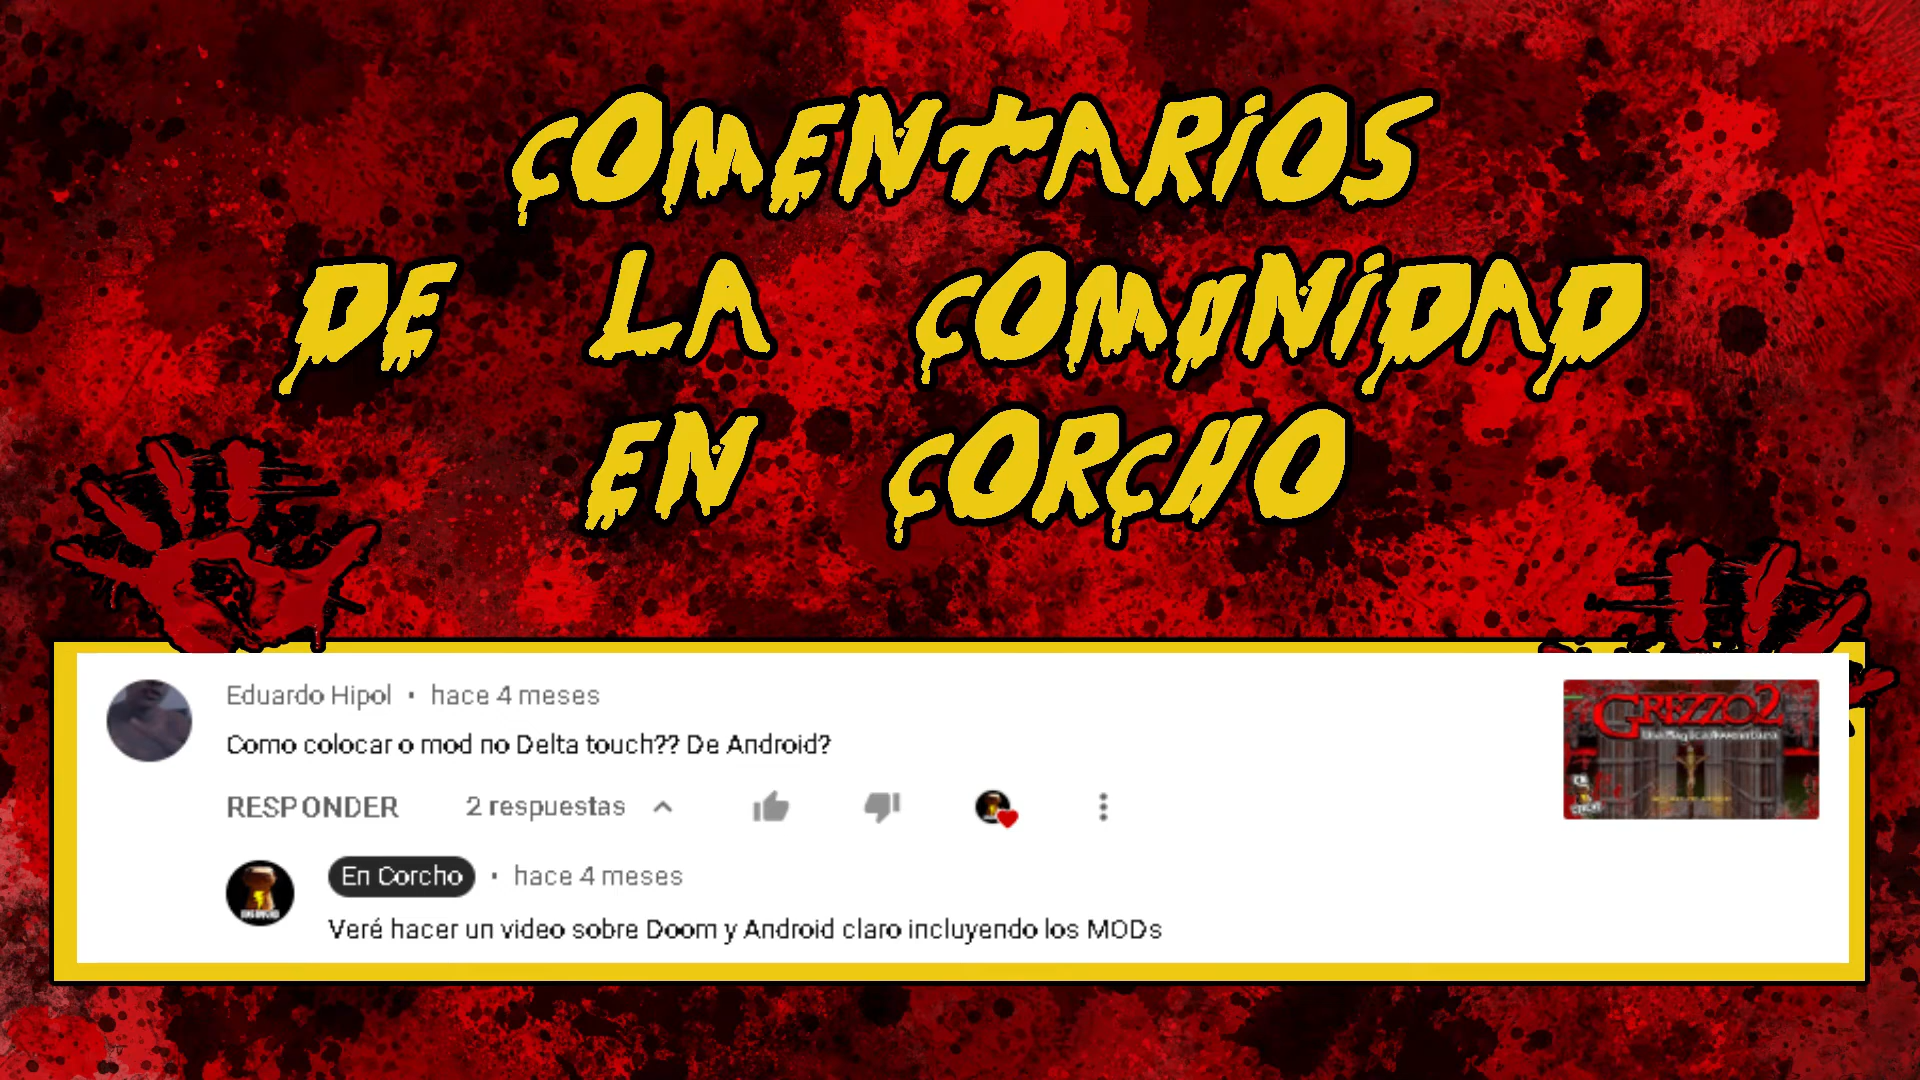 COMENTARIOS
DE LA COMUNIDAD
EN CORCHO
Eduardo Hipol • hace 4 meses
Como colocar o mod no Delta touch?? De Android?
RESPONDER 2 respuestas
GREZZO 2
En Corcho • hace 4 meses
Veré hacer un video sobre Doom y Android claro incluyendo los MODs